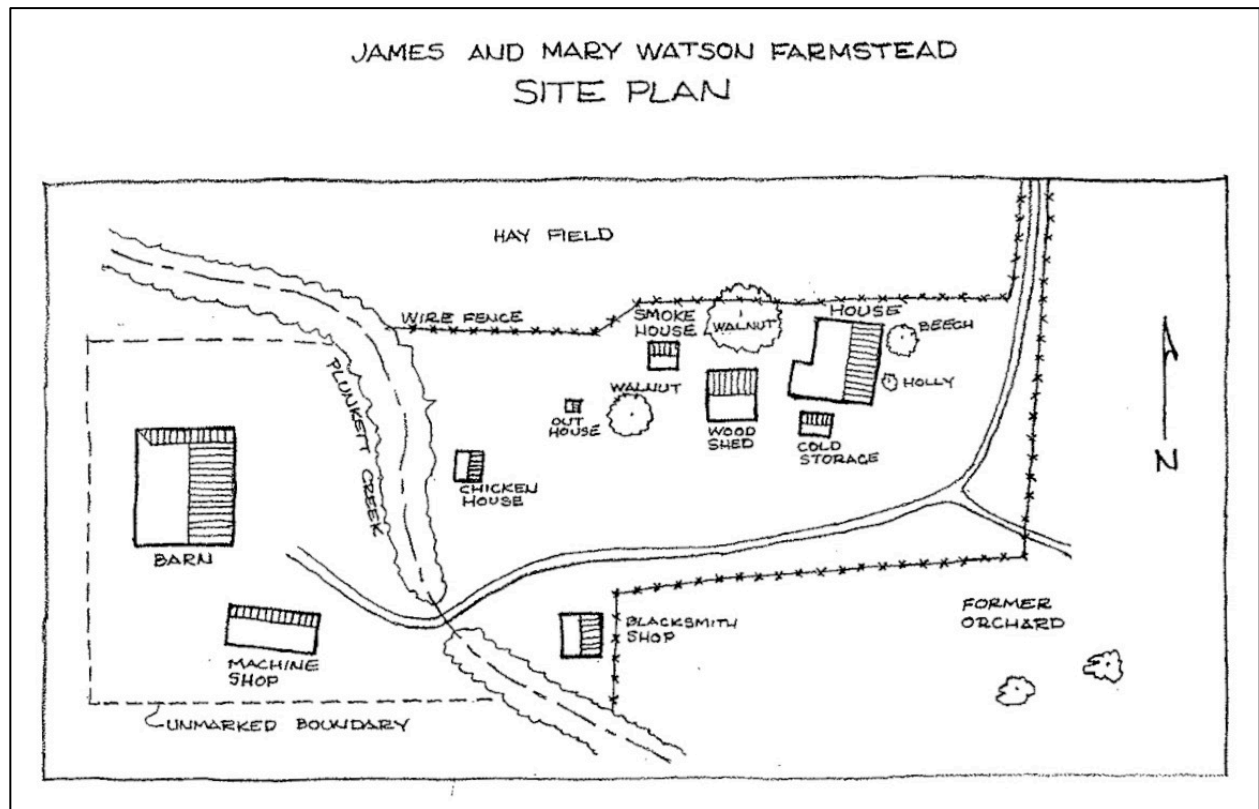 JAMES AND MARY WATSON FARMSTEAD
SITE PLAN
HAY FIELD
WIRE FENCE
SMOKE
HOUSE
WALNUT
HOUSE
BEECH
HOLLY
PLUNKETT CREEK
WALNUT
OUT
HOUSE
WOOD
SHED
COLD
STORAGE
N
CHICKEN
HOUSE
BARN
MACHINE
SHOP
BLACKSMITH
SHOP
FORMER
ORCHARD
UNMARKED BOUNDARY